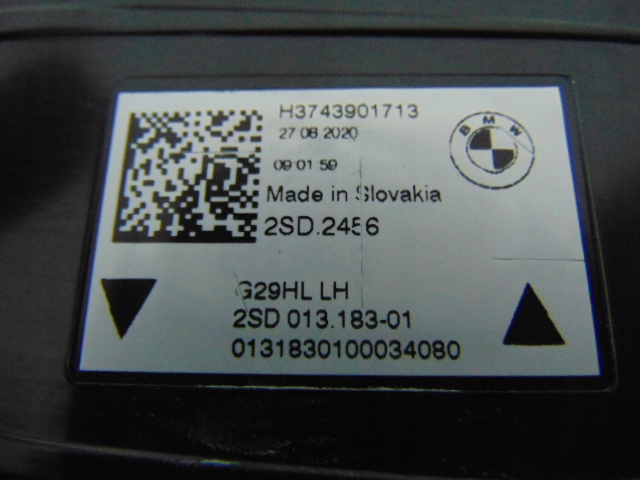 H3743901713
27 08 2020
BMW
09 01 59
Made in Slovakia
2SD.2456
G29HL LH
2SD 013.183-01
0131830100034080